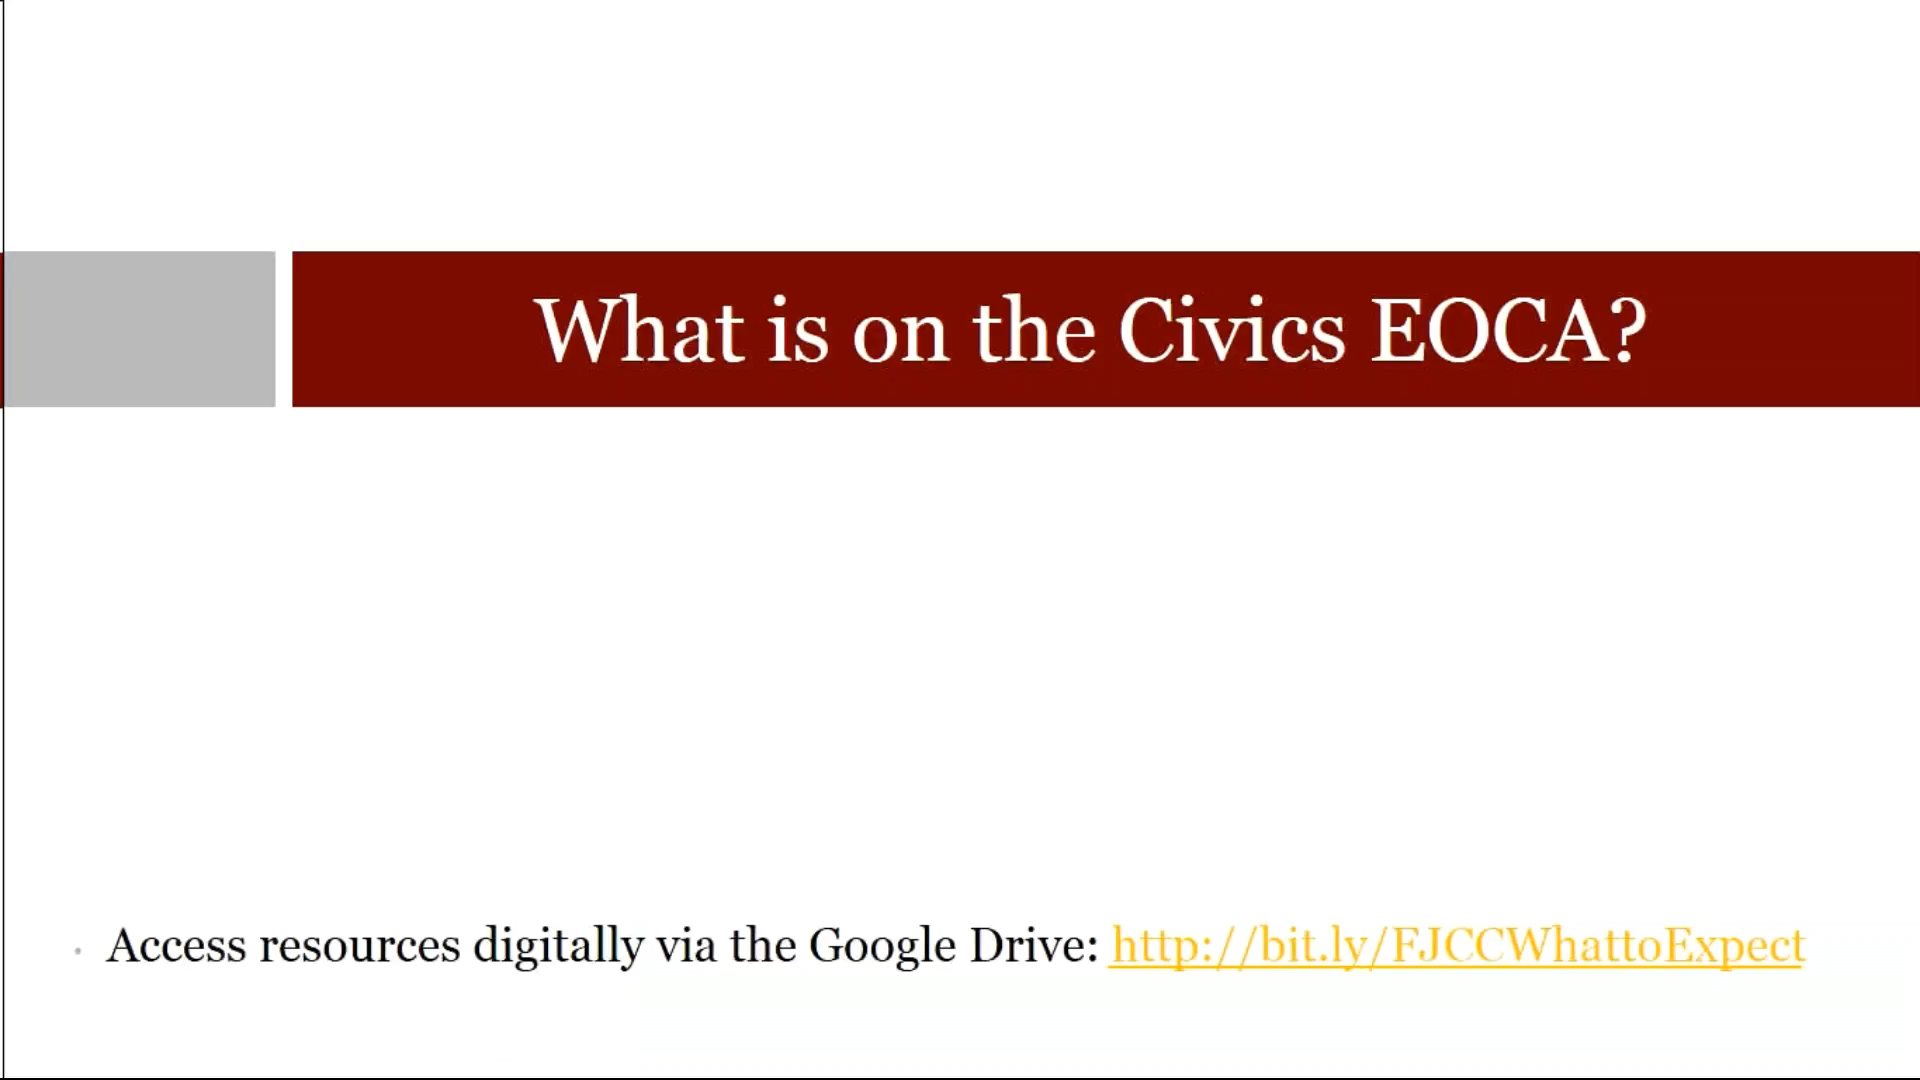 What is on the Civics EOCA?
• Access resources digitally via the Google Drive: http://bit.ly/FJCCWhattoExpect